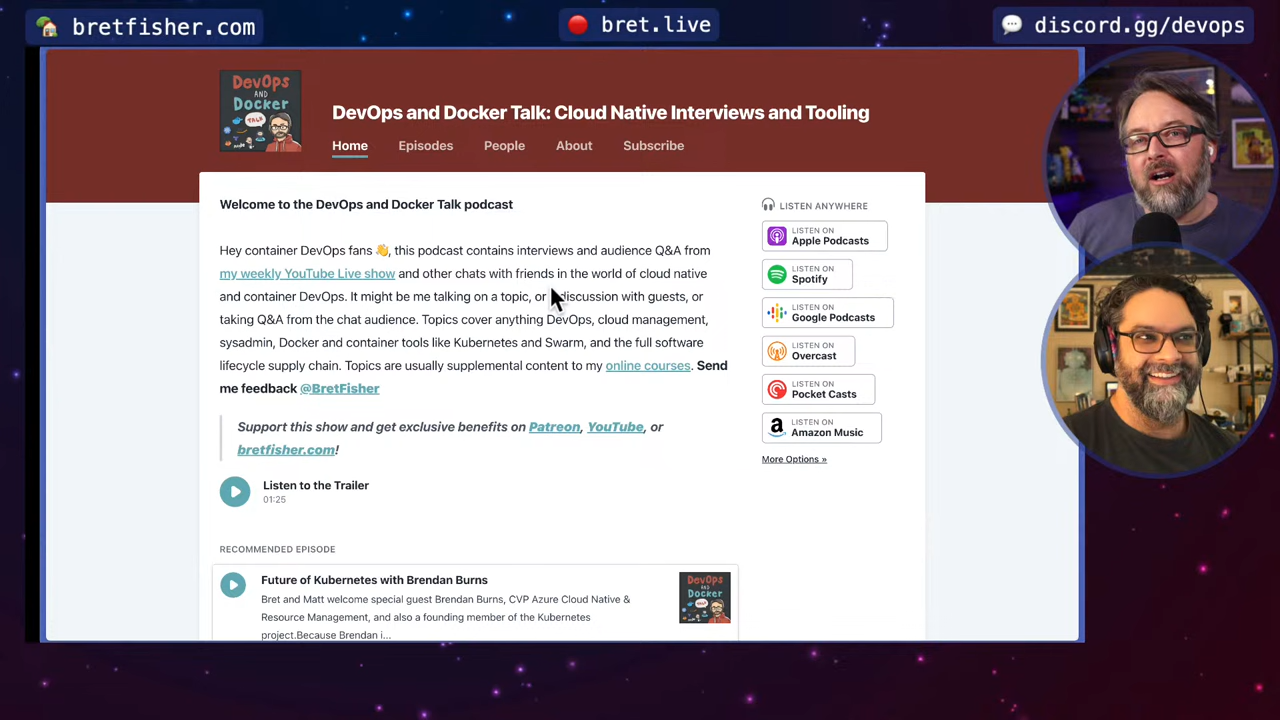 bretfisher.com
bret.live
discord.gg/devops
DevOps
AND
Docker
TALK
DevOps and Docker Talk: Cloud Native Interviews and Tooling
Home Episodes People About Subscribe
Welcome to the DevOps and Docker Talk podcast
Hey container DevOps fans 👋, this podcast contains interviews and audience Q&A from
my weekly YouTube Live show and other chats with friends in the world of cloud native
and container DevOps. It might be me talking on a topic, or discussion with guests, or
taking Q&A from the chat audience. Topics cover anything DevOps, cloud management,
sysadmin, Docker and container tools like Kubernetes and Swarm, and the full software
lifecycle supply chain. Topics are usually supplemental content to my online courses. Send
me feedback @BretFisher
Support this show and get exclusive benefits on Patreon, YouTube, or
bretfisher.com!
Listen to the Trailer
01:25
RECOMMENDED EPISODE
Future of Kubernetes with Brendan Burns
Bret and Matt welcome special guest Brendan Burns, CVP Azure Cloud Native &
Resource Management, and also a founding member of the Kubernetes
project.Because Brendan i...
DevOps
AND
Docker
LISTEN ANYWHERE
LISTEN ON
Apple Podcasts
LISTEN ON
Spotify
LISTEN ON
Google Podcasts
LISTEN ON
Overcast
LISTEN ON
Pocket Casts
LISTEN ON
Amazon Music
More Options »